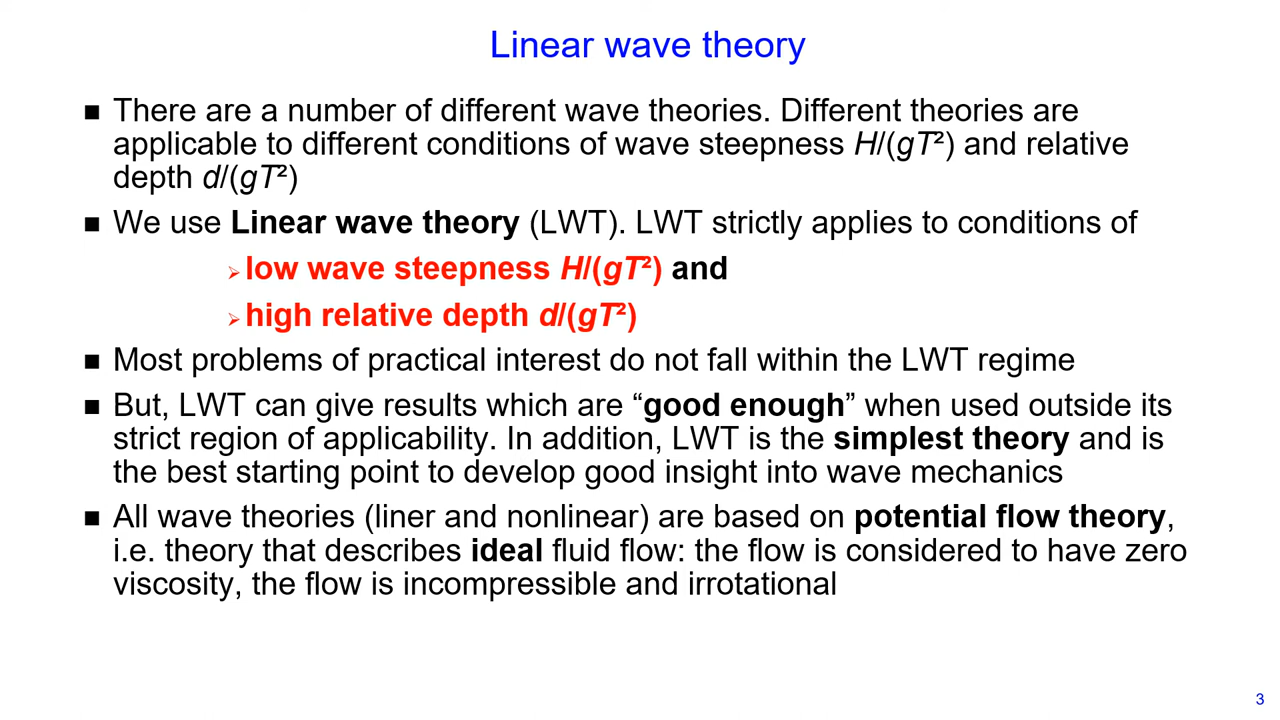 Linear wave theory
■ There are a number of different wave theories. Different theories are
applicable to different conditions of wave steepness H/(gT²) and relative
depth d/(gT²)
■ We use Linear wave theory (LWT). LWT strictly applies to conditions of
➢ low wave steepness H/(gT²) and
➢ high relative depth d/(gT²)
■ Most problems of practical interest do not fall within the LWT regime
■ But, LWT can give results which are “good enough” when used outside its
strict region of applicability. In addition, LWT is the simplest theory and is
the best starting point to develop good insight into wave mechanics
■ All wave theories (liner and nonlinear) are based on potential flow theory,
i.e. theory that describes ideal fluid flow: the flow is considered to have zero
viscosity, the flow is incompressible and irrotational
3